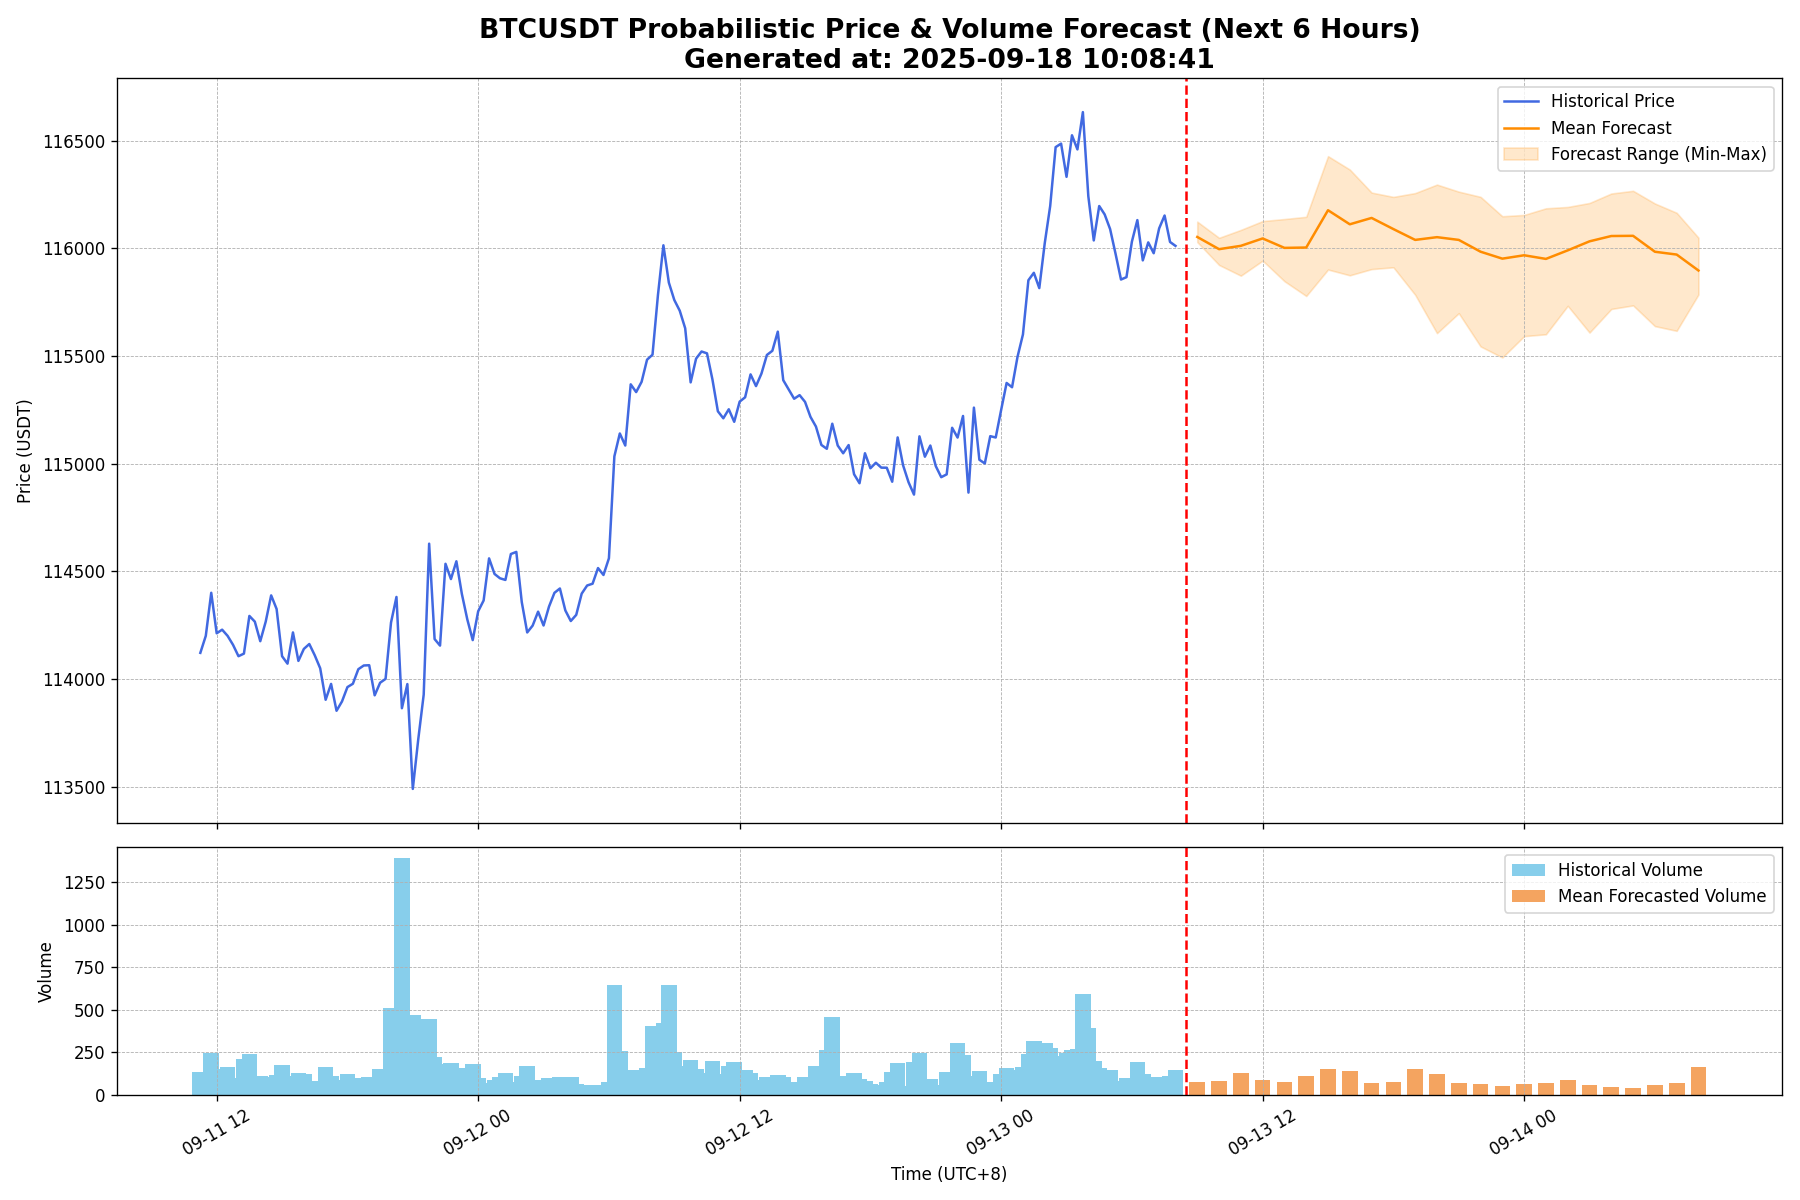 BTCUSDT Probabilistic Price & Volume Forecast (Next 6 Hours)
Generated at: 2025-09-18 10:08:41
Historical Price
Mean Forecast
Forecast Range (Min-Max)
116500
116000
115500
115000
114500
114000
113500
Price (USDT)
Historical Volume
Mean Forecasted Volume
1250
1000
750
500
250
0
Volume
09-11 12
09-12 00
09-12 12
09-13 00
09-13 12
09-14 00
Time (UTC+8)